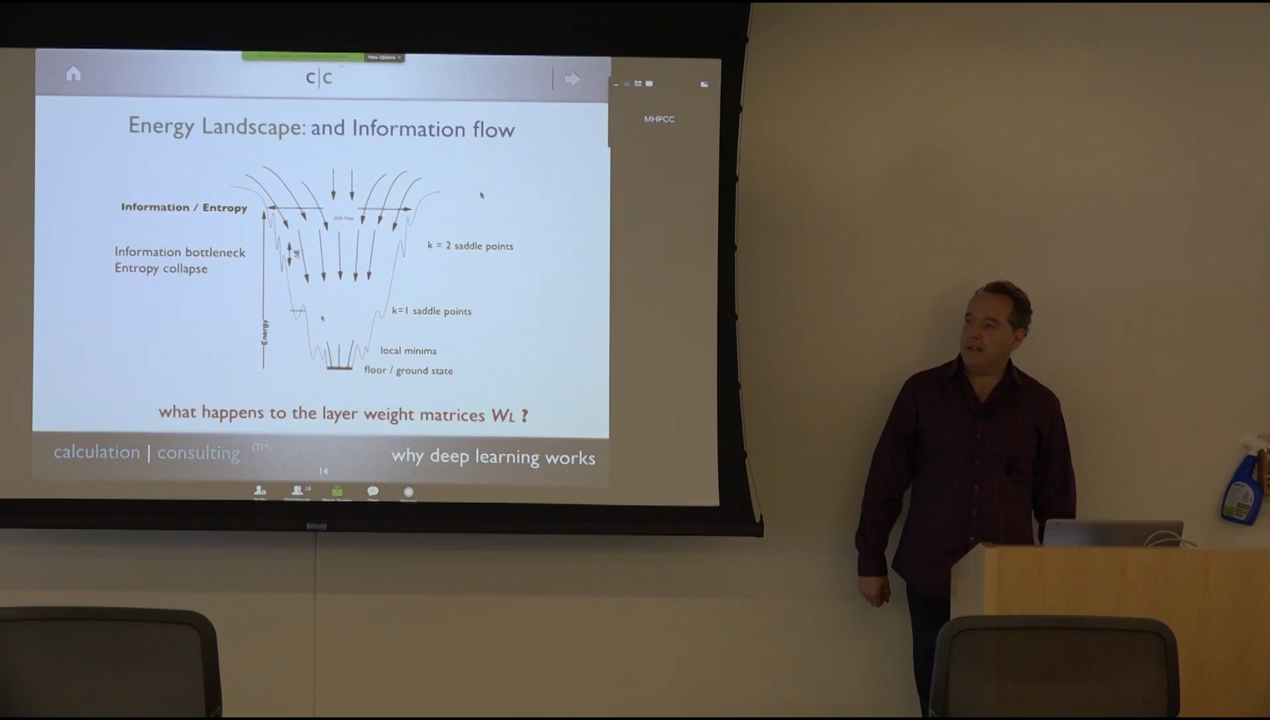 View Options
C|C
MHPCC
Energy Landscape: and Information flow
Information / Entropy
k = 2 saddle points
Information bottleneck
Entropy collapse
k=1 saddle points
Energy
local minima
floor / ground state
what happens to the layer weight matrices WL ?
calculation | consulting (TM)
why deep learning works
14